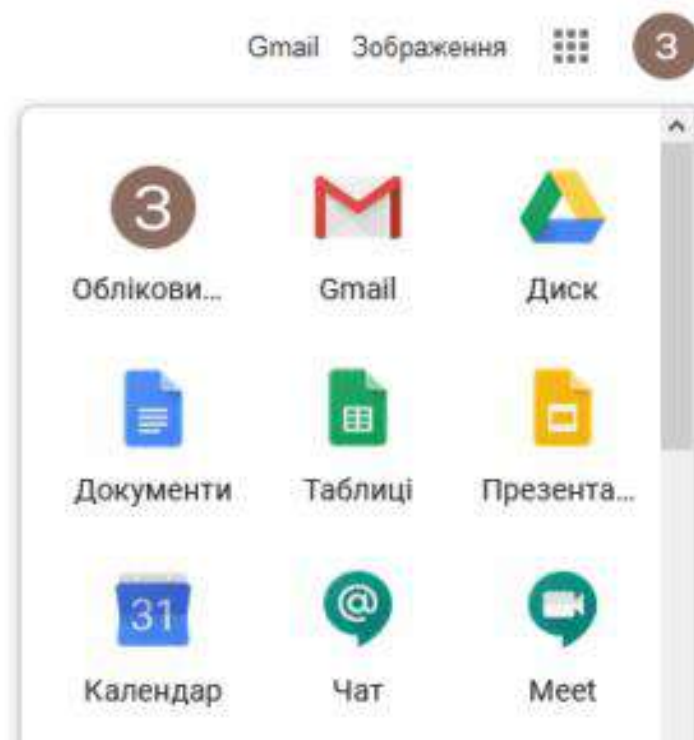 Gmail Зображення З
З
Облікови... Gmail Диск
Документи Таблиці Презента...
31 @
Календар Чат Meet